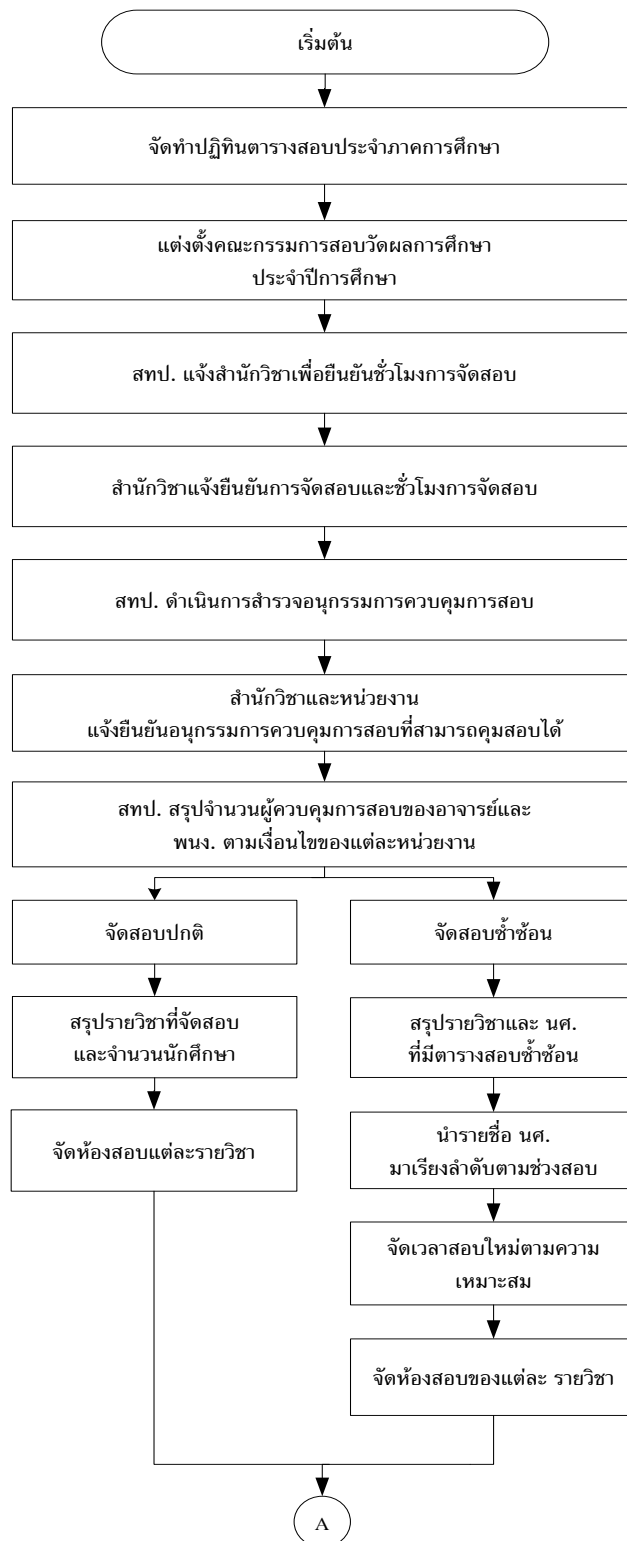 เริ่มต้น
จัดทำปฏิทินตารางสอบประจำภาคการศึกษา
แต่งตั้งคณะกรรมการสอบวัดผลการศึกษา
ประจำปีการศึกษา
สทป. แจ้งสำนักวิชาเพื่อยืนยันชั่วโมงการจัดสอบ
สำนักวิชาแจ้งยืนยันการจัดสอบและชั่วโมงการจัดสอบ
สทป. ดำเนินการสำรวจอนุกรรมการควบคุมการสอบ
สำนักวิชาและหน่วยงาน
แจ้งยืนยันอนุกรรมการควบคุมการสอบที่สามารถคุมสอบได้
สทป. สรุปจำนวนผู้ควบคุมการสอบของอาจารย์และ
พนง. ตามเงื่อนไขของแต่ละหน่วยงาน
จัดสอบปกติ
สรุปรายวิชาที่จัดสอบ
และจำนวนนักศึกษา
จัดห้องสอบแต่ละรายวิชา
จัดสอบซ้ำซ้อน
สรุปรายวิชาและ นศ.
ที่มีตารางสอบซ้ำซ้อน
นำรายชื่อ นศ.
มาเรียงลำดับตามช่วงสอบ
จัดเวลาสอบใหม่ตามความ
เหมาะสม
จัดห้องสอบของแต่ละ รายวิชา
A